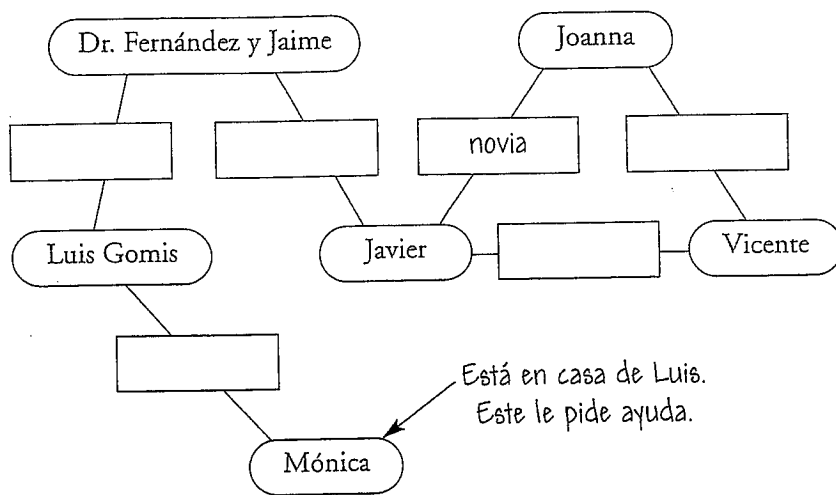 Dr. Fernández y Jaime
Joanna
novia
Luis Gomis
Javier
Vicente
Está en casa de Luis.
Este le pide ayuda.
Mónica